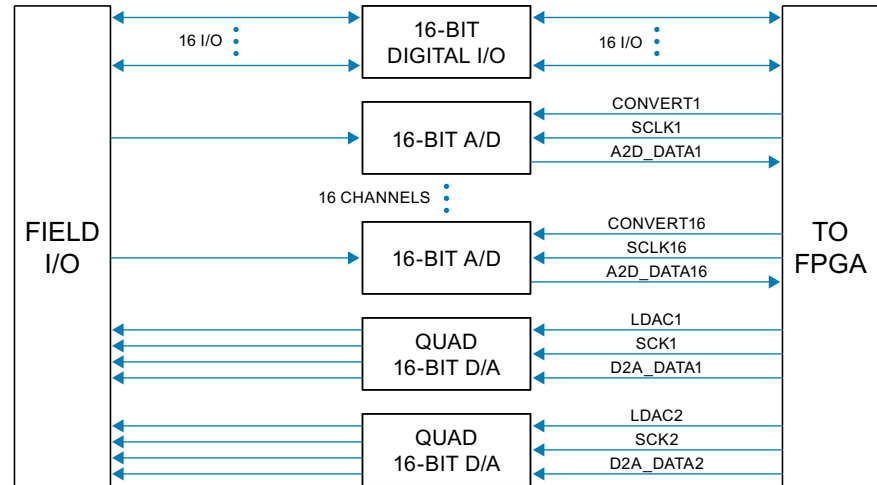 16 I/O
16-BIT
DIGITAL I/O
16 I/O
CONVERT1
16-BIT A/D
SCLK1
A2D_DATA1
16 CHANNELS
FIELD
I/O
CONVERT16
16-BIT A/D
SCLK16
A2D_DATA16
TO
FPGA
QUAD
16-BIT D/A
LDAC1
SCK1
D2A_DATA1
QUAD
16-BIT D/A
LDAC2
SCK2
D2A_DATA2